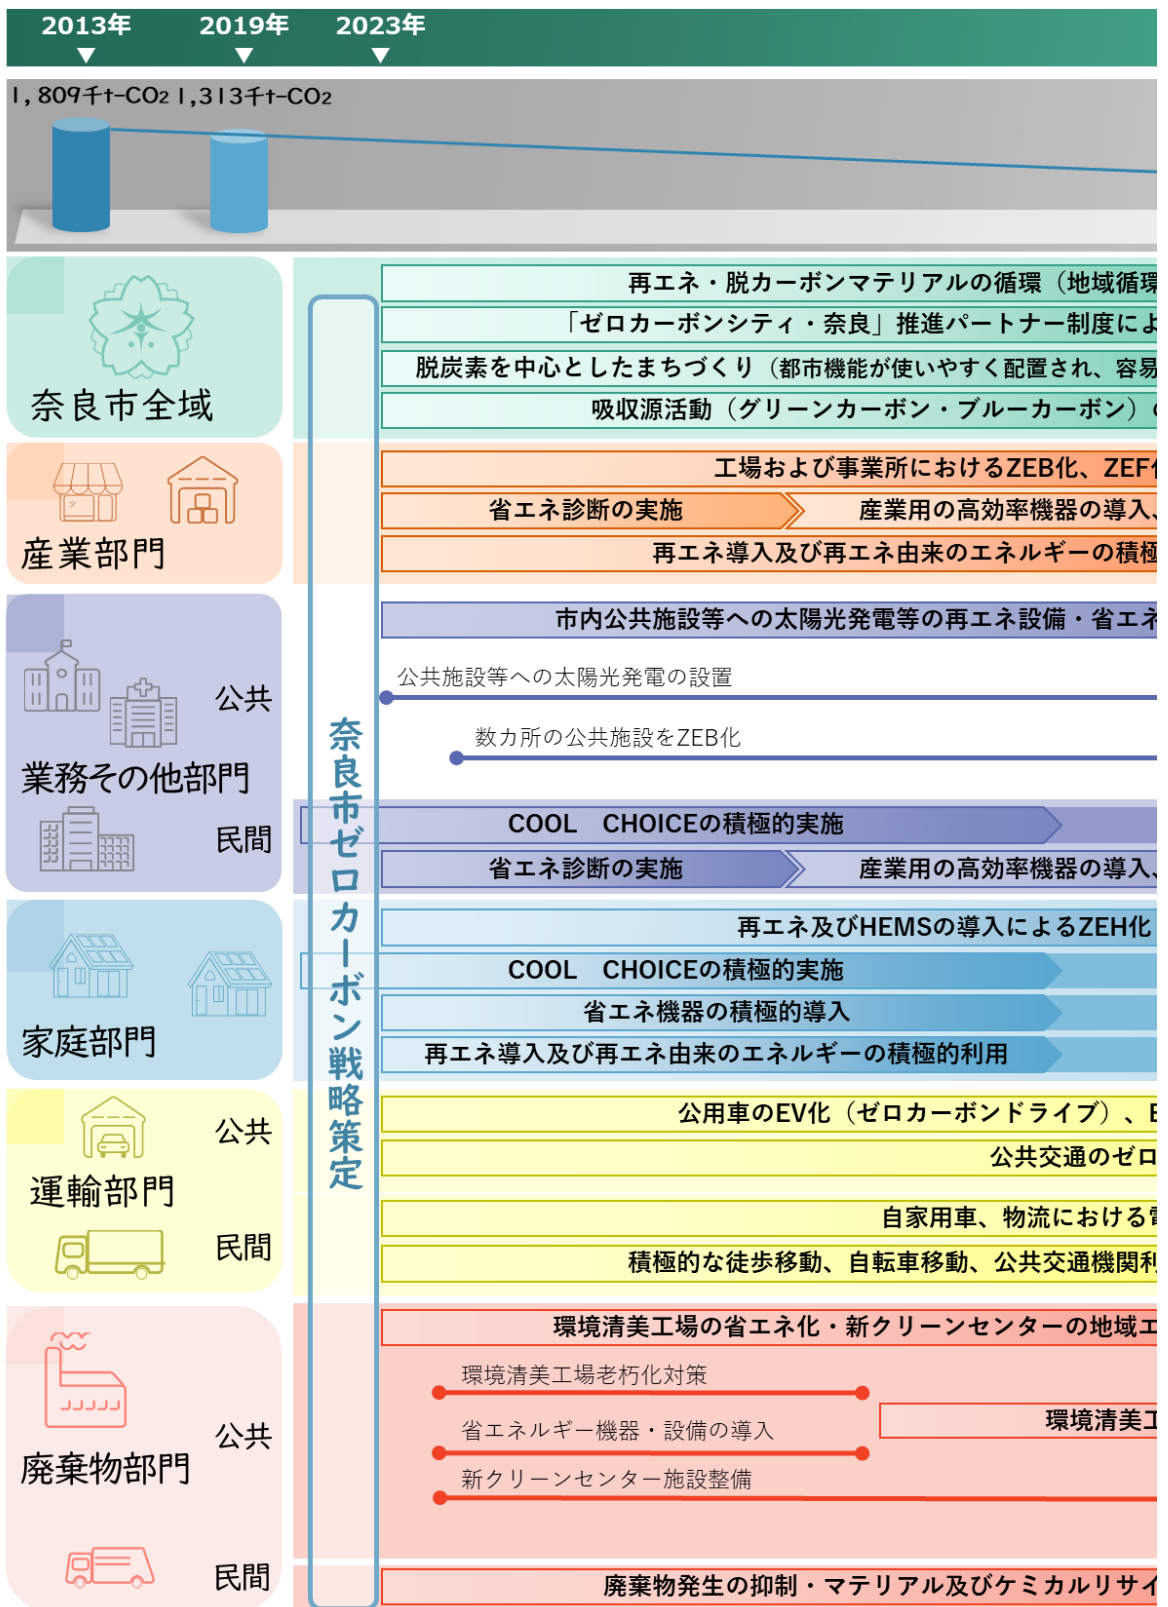 2013年 2019年 2023年
1,809千t-CO2 1,313千t-CO2
奈良市全域
再エネ・脱カーボンマテリアルの循環（地域循環
「ゼロカーボンシティ・奈良」推進パートナー制度によ
脱炭素を中心としたまちづくり（都市機能が使いやすく配置され、容易
吸収源活動（グリーンカーボン・ブルーカーボン）の
奈良市ゼロカーボン戦略策定
産業部門
工場および事業所におけるZEB化、ZEF化
省エネ診断の実施
産業用の高効率機器の導入、
再エネ導入及び再エネ由来のエネルギーの積極
業務その他部門
公共
市内公共施設等への太陽光発電等の再エネ設備・省エネ
公共施設等への太陽光発電の設置
数カ所の公共施設をZEB化
民間
COOL CHOICEの積極的実施
省エネ診断の実施
産業用の高効率機器の導入、
家庭部門
再エネ及びHEMSの導入によるZEH化
COOL CHOICEの積極的実施
省エネ機器の積極的導入
再エネ導入及び再エネ由来のエネルギーの積極的利用
運輸部門
公共
公用車のEV化（ゼロカーボンドライブ）、E
公共交通のゼロ
民間
自家用車、物流における電
積極的な徒歩移動、自転車移動、公共交通機関利
廃棄物部門
公共
環境清美工場の省エネ化・新クリーンセンターの地域エ
環境清美工場老朽化対策
省エネルギー機器・設備の導入
環境清美工
新クリーンセンター施設整備
民間
廃棄物発生の抑制・マテリアル及びケミカルリサイ